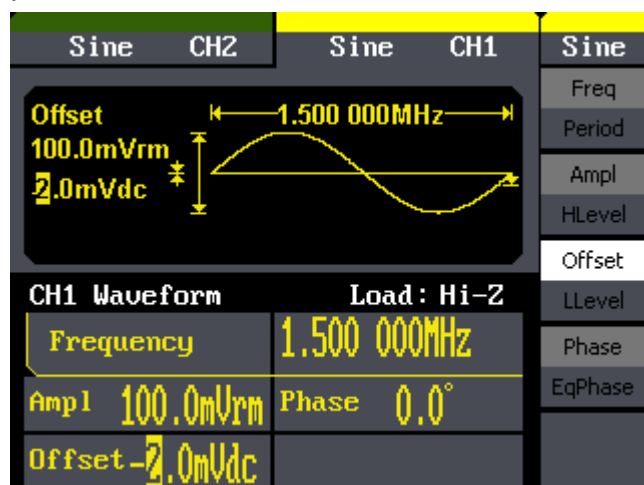 Sine CH2 Sine CH1 Sine
Freq
Period
Ampl
HLevel
Offset
LLevel
Phase
EqPhase
Offset
1.500 000MHz
100.0mVrm
-2.0mVdc
CH1 Waveform Load: Hi-Z
Frequency 1.500 000MHz
Ampl 100.0mVrm Phase 0.0°
Offset -2.0mVdc